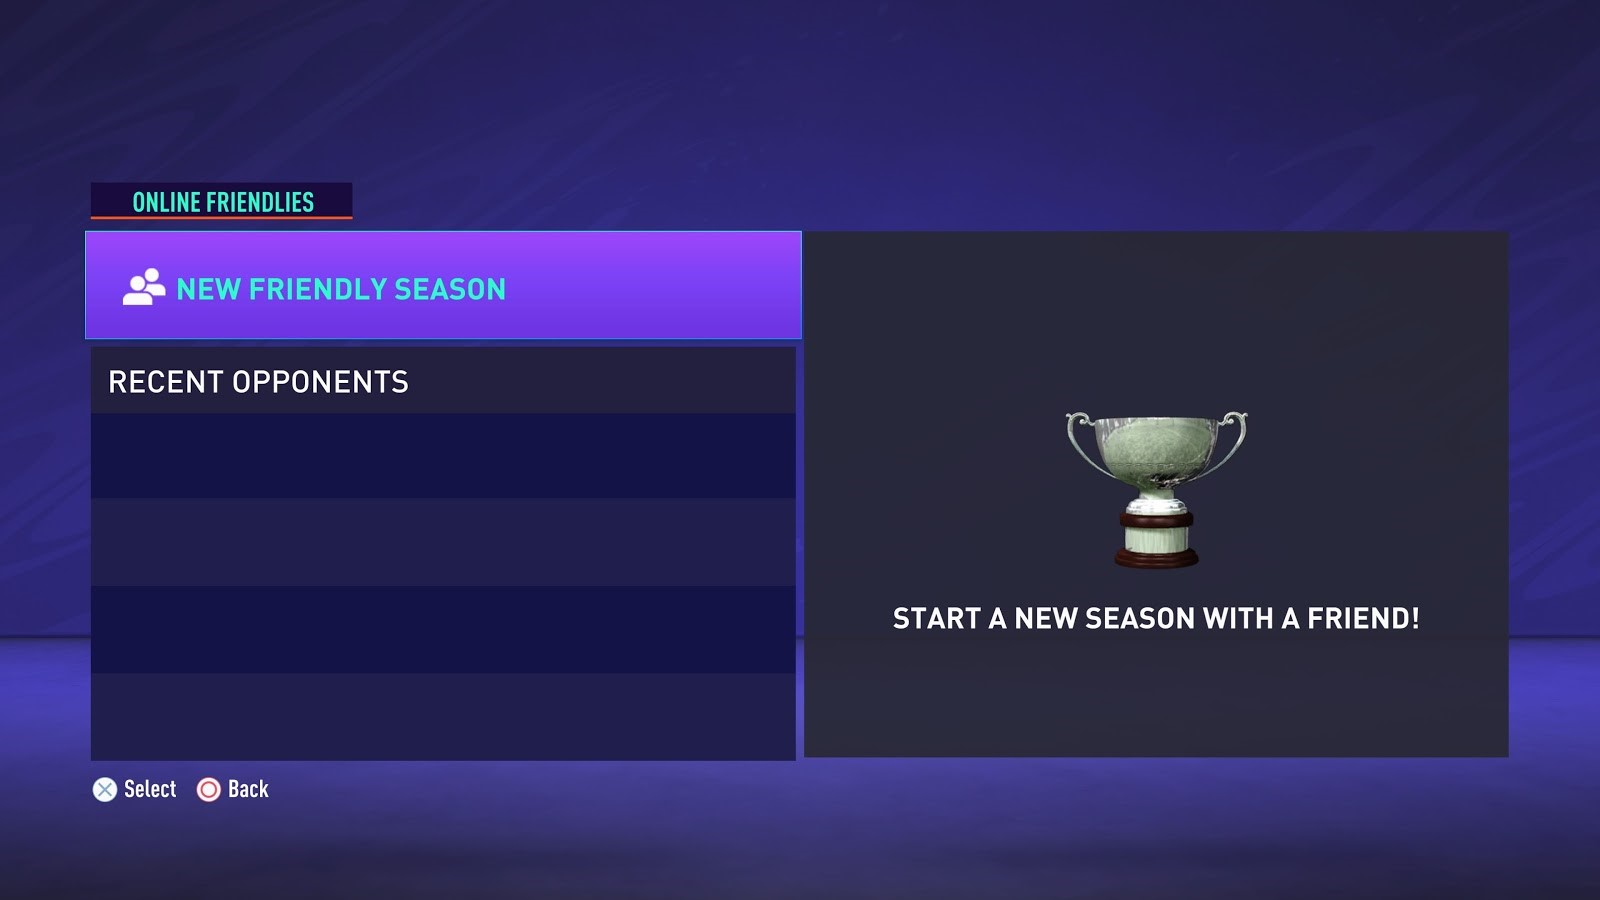 ONLINE FRIENDLIES
NEW FRIENDLY SEASON
RECENT OPPONENTS
START A NEW SEASON WITH A FRIEND!
Select Back